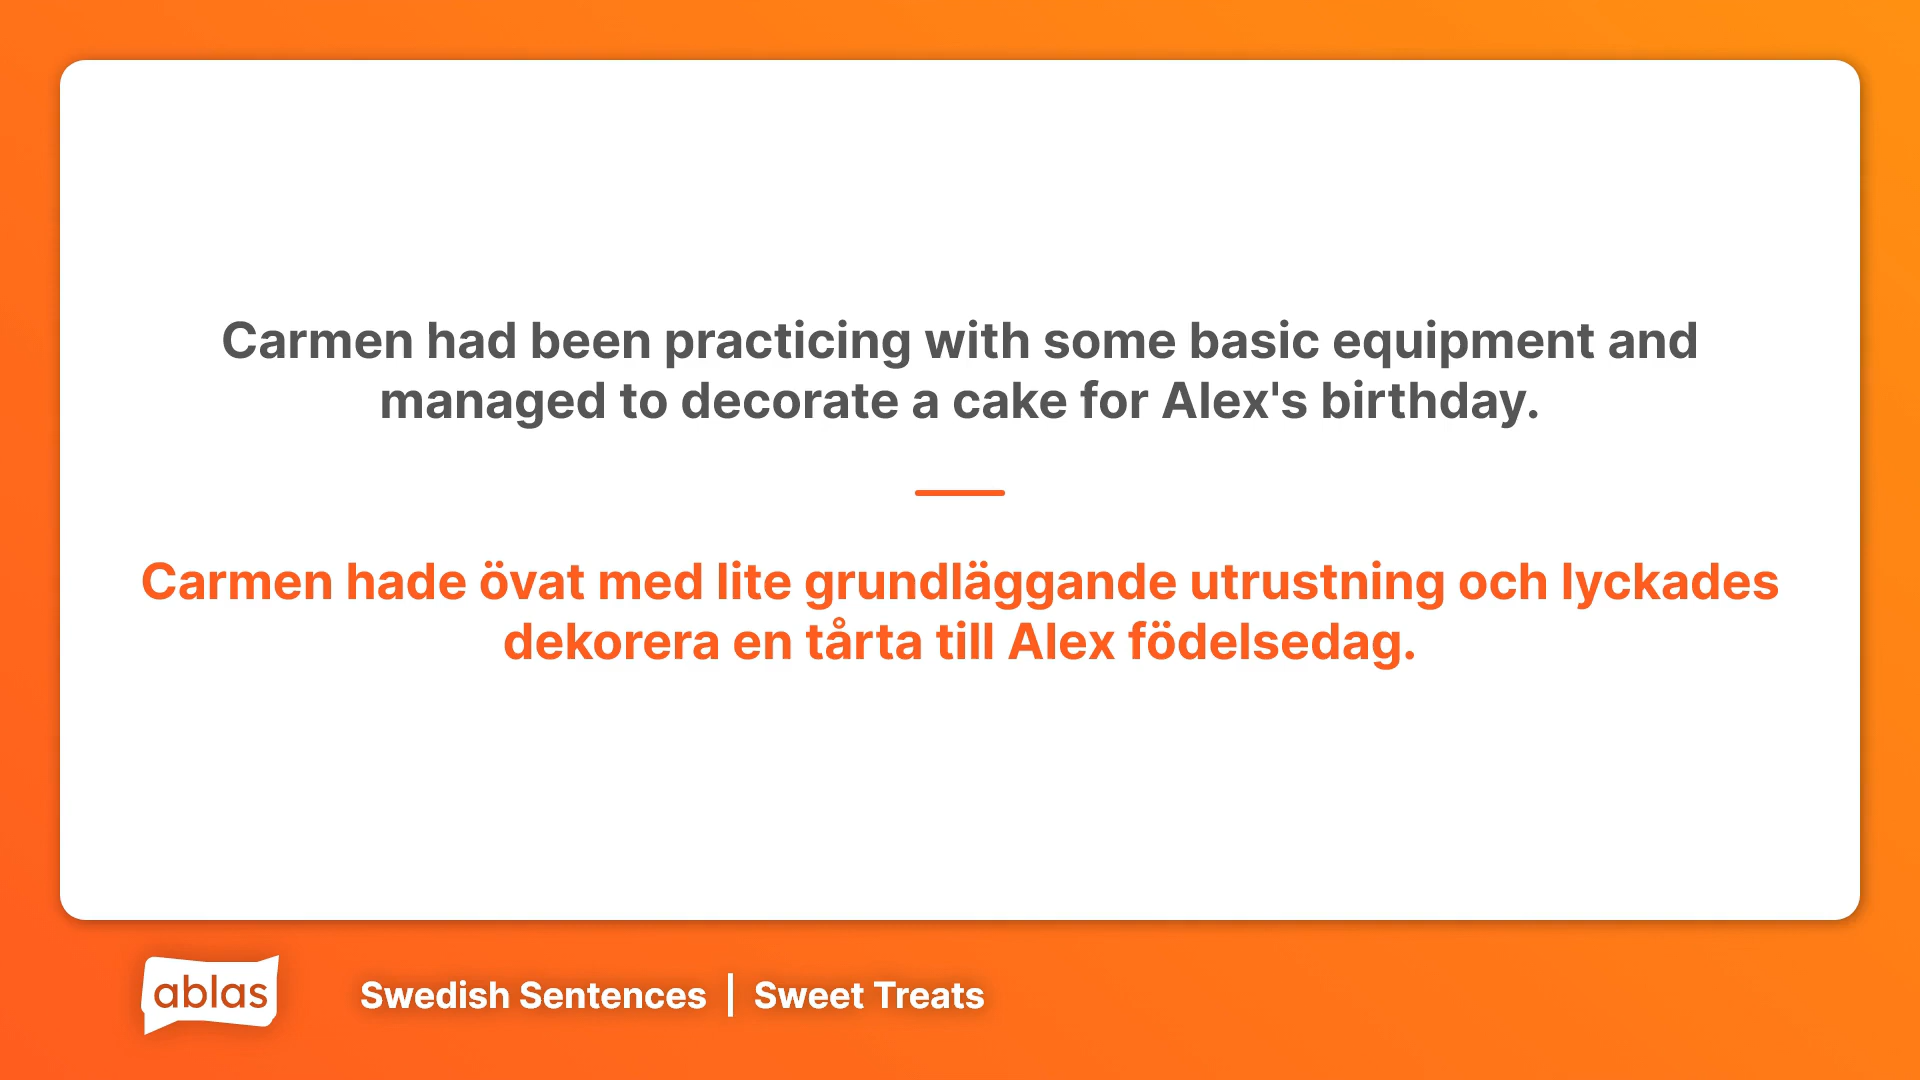 Carmen had been practicing with some basic equipment and
managed to decorate a cake for Alex's birthday.
Carmen hade övat med lite grundläggande utrustning och lyckades
dekorera en tårta till Alex födelsedag.
ablas
Swedish Sentences | Sweet Treats